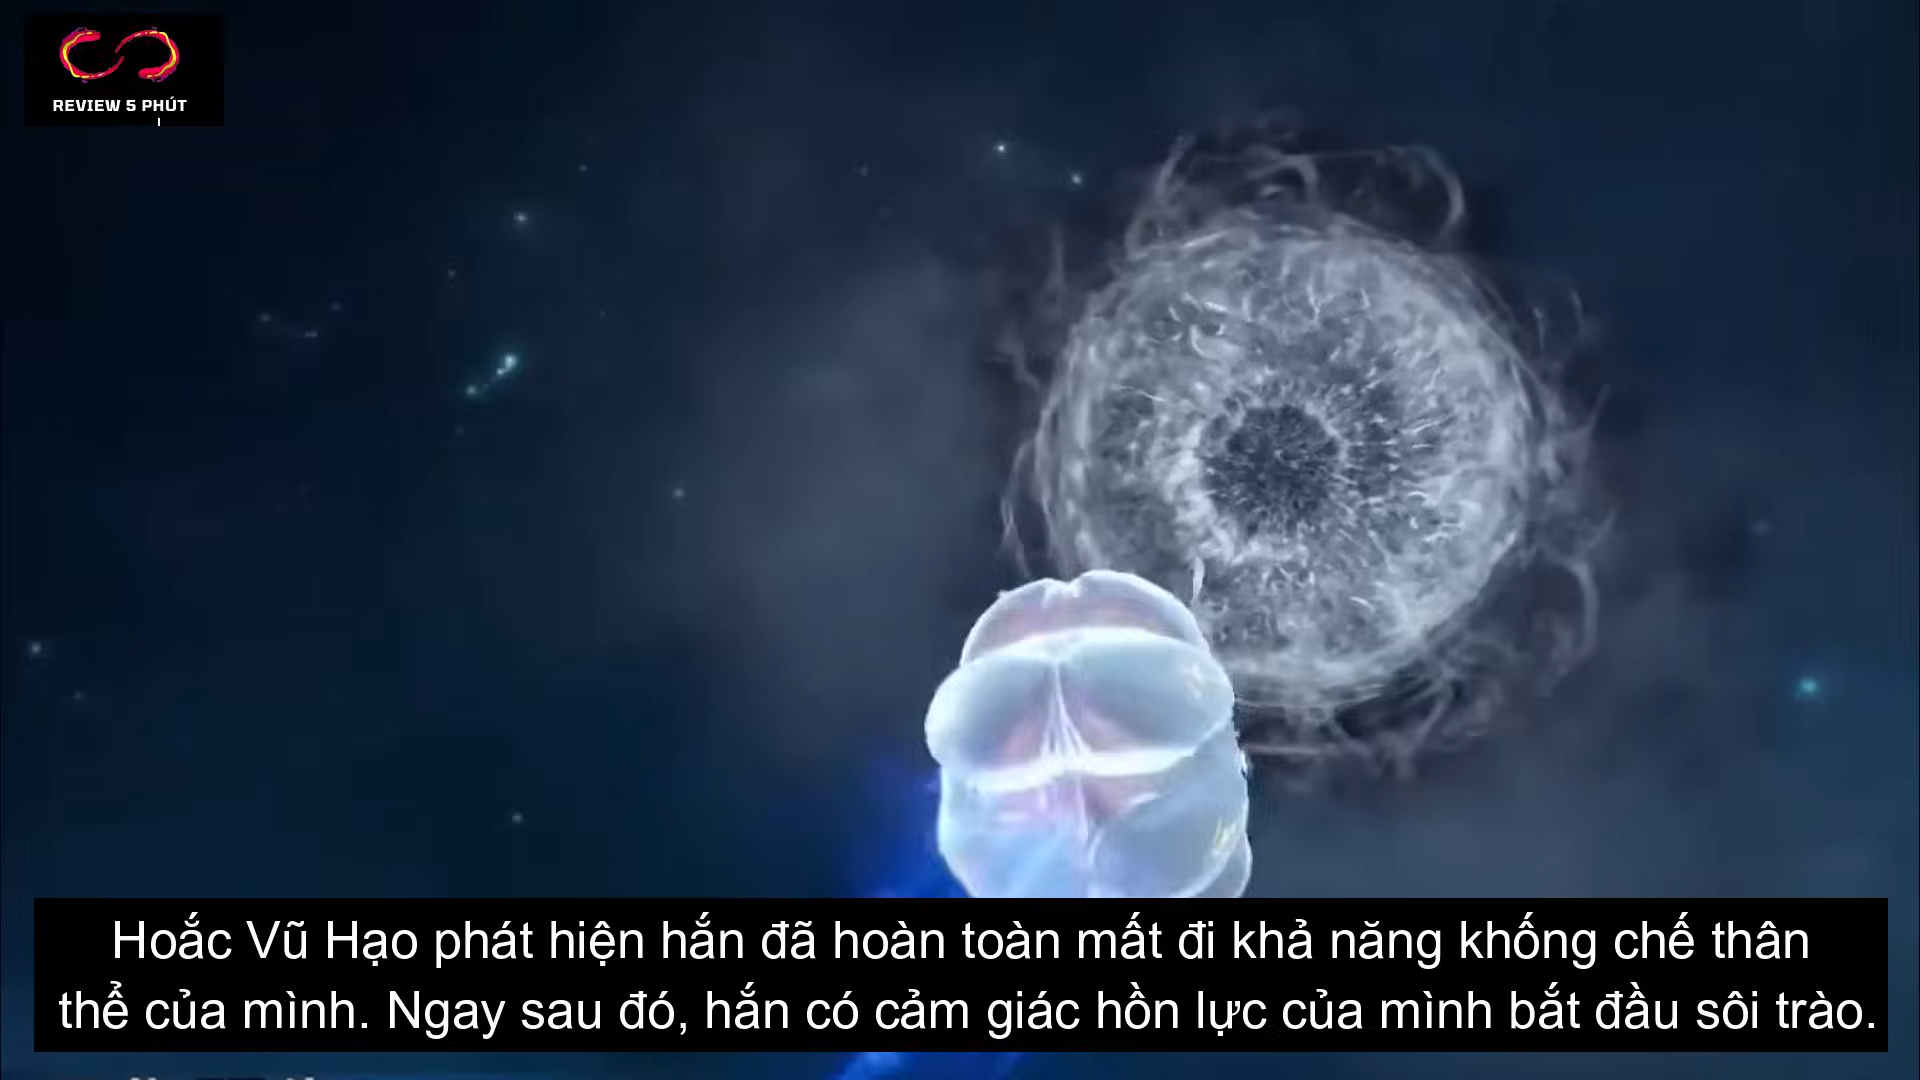 REVIEW 5 PHÚT
Hoắc Vũ Hạo phát hiện hắn đã hoàn toàn mất đi khả năng khống chế thân
thể của mình. Ngay sau đó, hắn có cảm giác hồn lực của mình bắt đầu sôi trào.